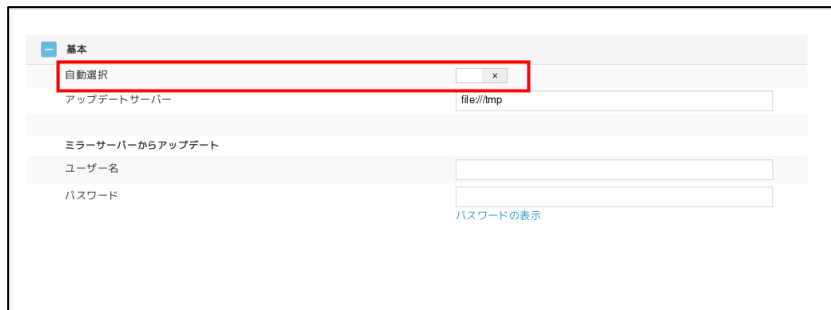 基本
自動選択 ×
アップデートサーバー file:///tmp
ミラーサーバーからアップデート
ユーザー名
パスワード
パスワードの表示